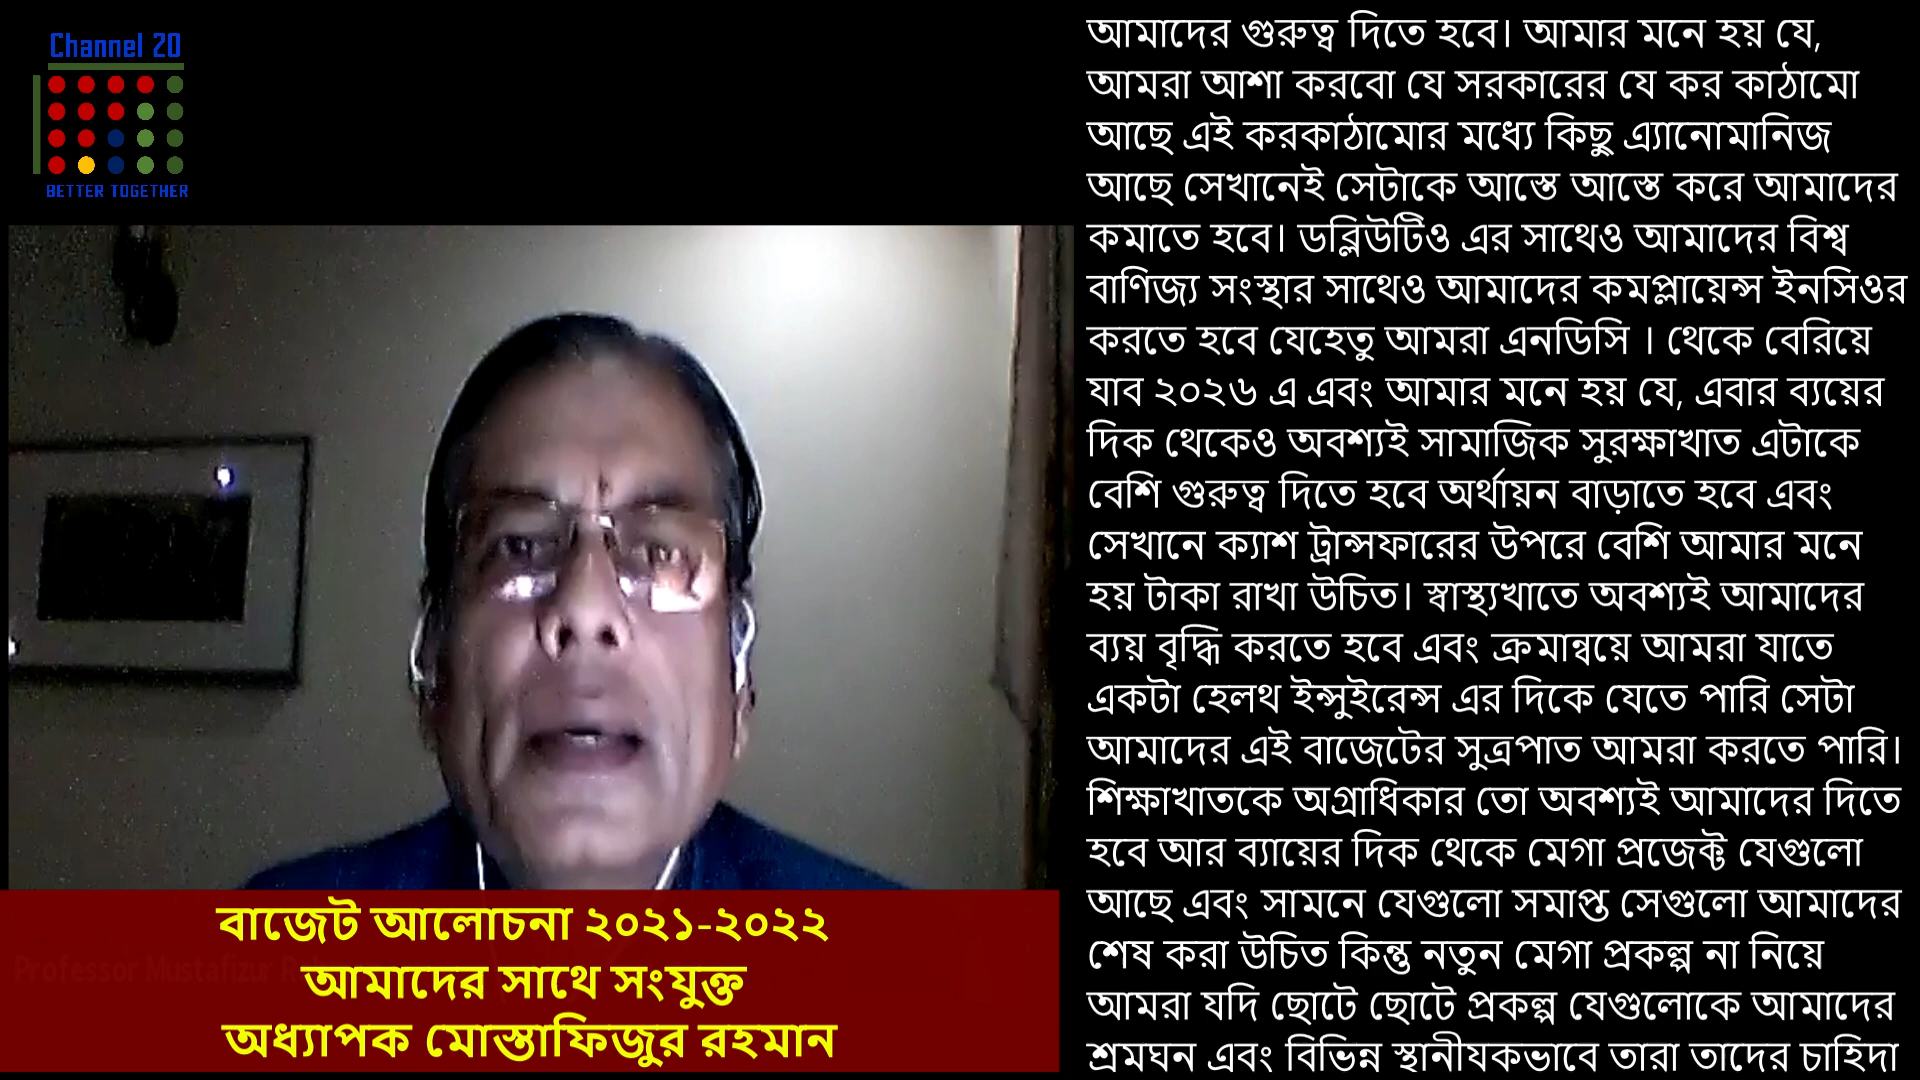 Channel 20
BETTER TOGETHER
আমাদের গুরুত্ব দিতে হবে। আমার মনে হয় যে,
আমরা আশা করবো যে সরকারের যে কর কাঠামো
আছে এই করকাঠামোর মধ্যে কিছু এ্যানোমানিজ
আছে সেখানেই সেটাকে আস্তে আস্তে করে আমাদের
কমাতে হবে। ডব্লিউটিও এর সাথেও আমাদের বিশ্ব
বাণিজ্য সংস্থার সাথেও আমাদের কমপ্লায়েন্স ইনসিওর
করতে হবে যেহেতু আমরা এনডিসি । থেকে বেরিয়ে
যাব ২০২৬ এ এবং আমার মনে হয় যে, এবার ব্যয়ের
দিক থেকেও অবশ্যই সামাজিক সুরক্ষাখাত এটাকে
বেশি গুরুত্ব দিতে হবে অর্থায়ন বাড়াতে হবে এবং
সেখানে ক্যাশ ট্রান্সফারের উপরে বেশি আমার মনে
হয় টাকা রাখা উচিত। স্বাস্থ্যখাতে অবশ্যই আমাদের
ব্যয় বৃদ্ধি করতে হবে এবং ক্রমান্বয়ে আমরা যাতে
একটা হেলথ ইন্সুইরেন্স এর দিকে যেতে পারি সেটা
আমাদের এই বাজেটের সুত্রপাত আমরা করতে পারি।
শিক্ষাখাতকে অগ্রাধিকার তো অবশ্যই আমাদের দিতে
হবে আর ব্যায়ের দিক থেকে মেগা প্রজেক্ট যেগুলো
আছে এবং সামনে যেগুলো সমাপ্ত সেগুলো আমাদের
শেষ করা উচিত কিন্তু নতুন মেগা প্রকল্প না নিয়ে
আমরা যদি ছোটে ছোটে প্রকল্প যেগুলোকে আমাদের
শ্রমঘন এবং বিভিন্ন স্থানীযকভাবে তারা তাদের চাহিদা
বাজেট আলোচনা ২০২১-২০২২
আমাদের সাথে সংযুক্ত
অধ্যাপক মোস্তাফিজুর রহমান
Professor Mustafizur